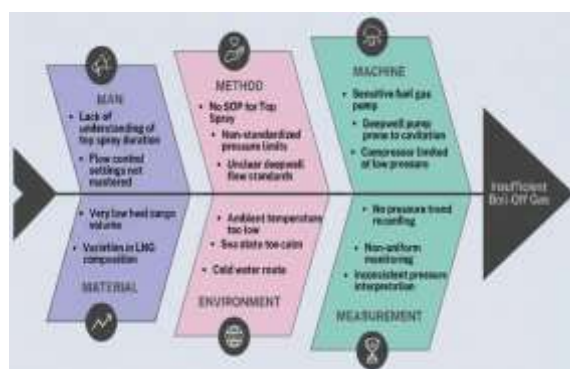 MAN
Lack of
understanding of
top spray duration
Flow control
settings not
mastered
METHOD
No SOP for Top
Spray
Non-standardized
pressure limits
Unclear deepwell
flow standards
MACHINE
Sensitive fuel gas
pump
Deepwell pump
prone to cavitation
Compressor limited
at low pressure
Insufficient
Boil-Off Gas
Very low heel cargo
volume
Variation in LNG
composition
MATERIAL
Ambient temperature
too low
Sea state too calm
Cold water route
ENVIRONMENT
No pressure trend
recording
Non-uniform
monitoring
Inconsistent pressure
interpretation
MEASUREMENT